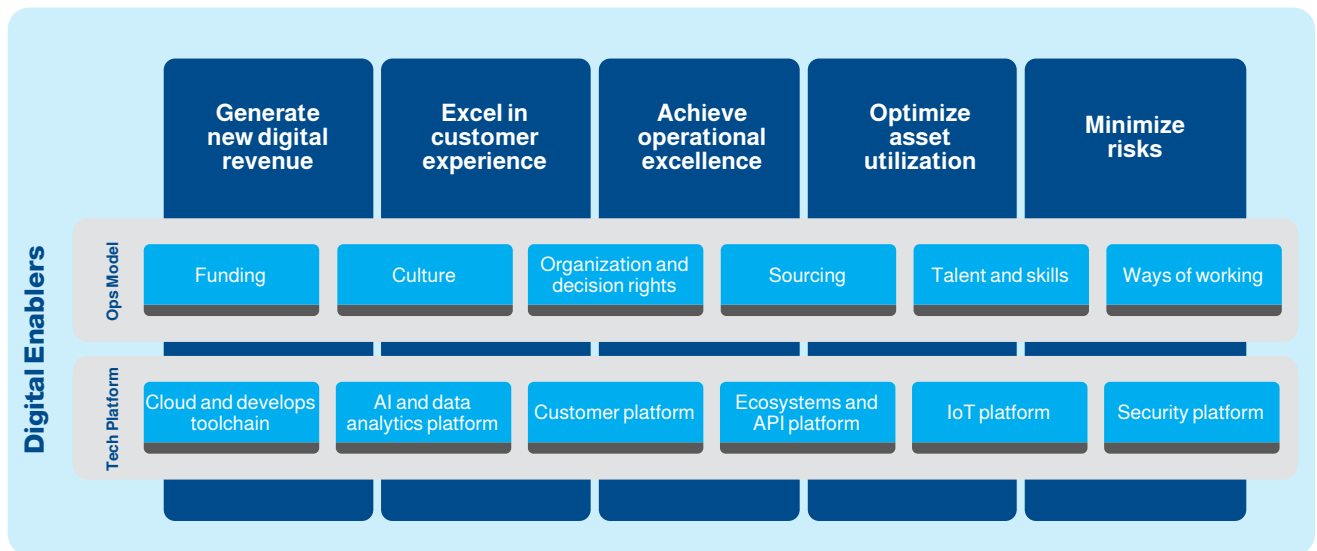 Generate
new digital
revenue
Excel in
customer
experience
Achieve
operational
excellence
Optimize
asset
utilization
Minimize
risks
Digital Enablers
Ops Model
Funding
Culture
Organization and
decision rights
Sourcing
Talent and skills
Ways of working
Tech Platform
Cloud and develops
toolchain
AI and data
analytics platform
Customer platform
Ecosystems and
API platform
IoT platform
Security platform